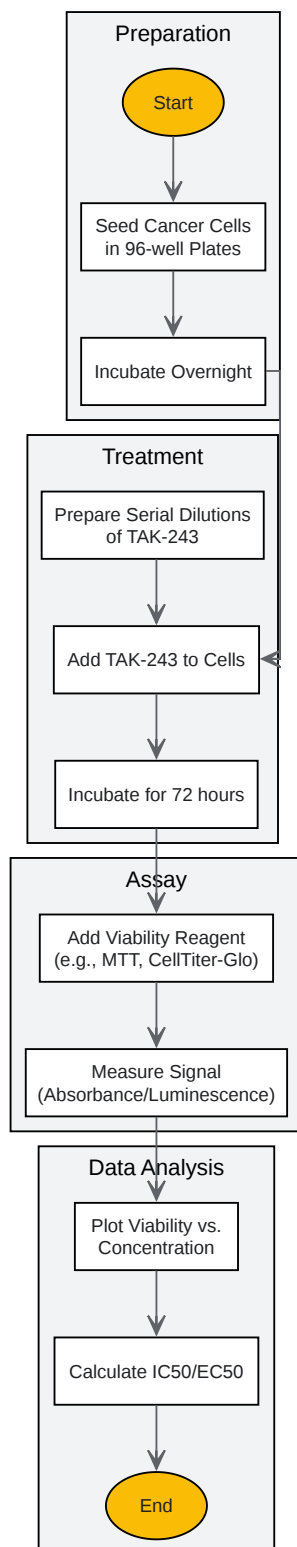 Preparation
Start
Seed Cancer Cells
in 96-well Plates
Incubate Overnight
Treatment
Prepare Serial Dilutions
of TAK-243
Add TAK-243 to Cells
Incubate for 72 hours
Assay
Add Viability Reagent
(e.g., MTT, CellTiter-Glo)
Measure Signal
(Absorbance/Luminescence)
Data Analysis
Plot Viability vs.
Concentration
Calculate IC50/EC50
End